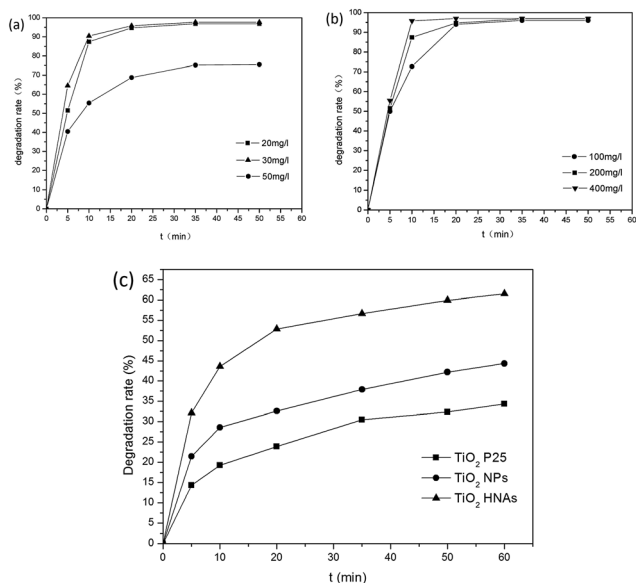 (a)
degradation rate (%)
100
90
80
70
60
50
40
30
20
10
0
0 5 10 15 20 25 30 35 40 45 50 55 60
t (min)
20mg/l
30mg/l
50mg/l
(b)
degradation rate (%)
100
90
80
70
60
50
40
30
20
10
0
0 5 10 15 20 25 30 35 40 45 50 55 60
t (min)
100mg/l
200mg/l
400mg/l
(c)
Degradation rate (%)
65
60
55
50
45
40
35
30
25
20
15
10
5
0
0 10 20 30 40 50 60
t (min)
TiO2 P25
TiO2 NPs
TiO2 HNAs